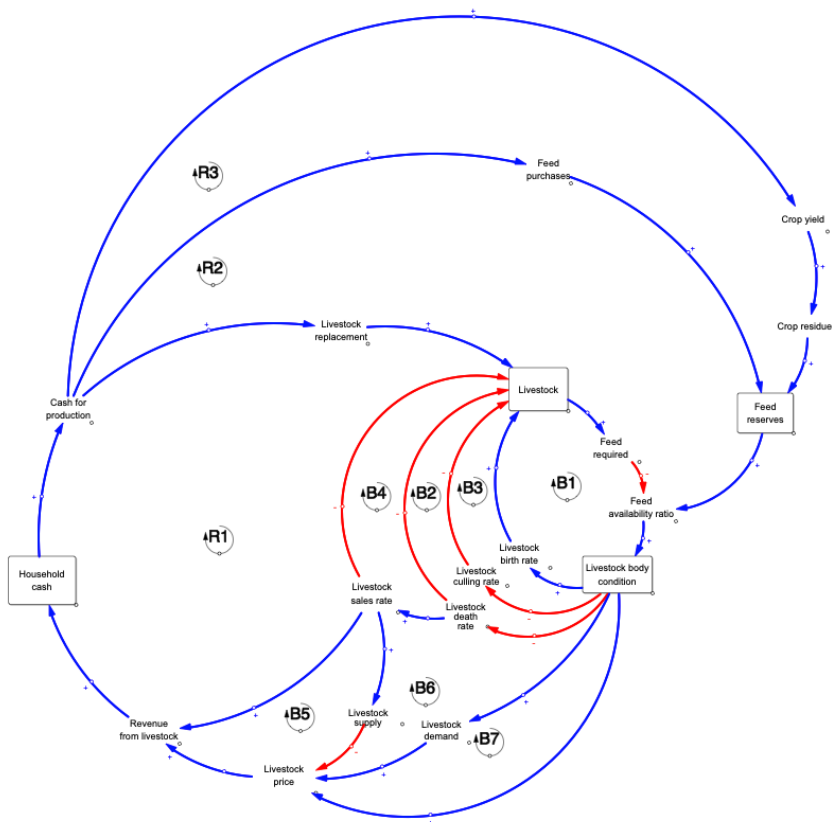 +
R3
+
Feed
purchases
Crop yield
+
+
R2
+
Livestock
replacement
+
Crop residue
+
Livestock
Cash for
production
Feed
reserves
+
Feed
required
-
-
+
+
+
B4
B2
B3
B1
-
-
Feed
availability ratio
R1
+
Livestock
birth rate
Household
cash
Livestock
culling rate
Livestock body
condition
+
Livestock
sales rate
Livestock
death
rate
-
+
-
+
+
+
+
B6
B5
Livestock
supply
Revenue
from livestock
Livestock
demand
B7
-
+
Livestock
price
+
+